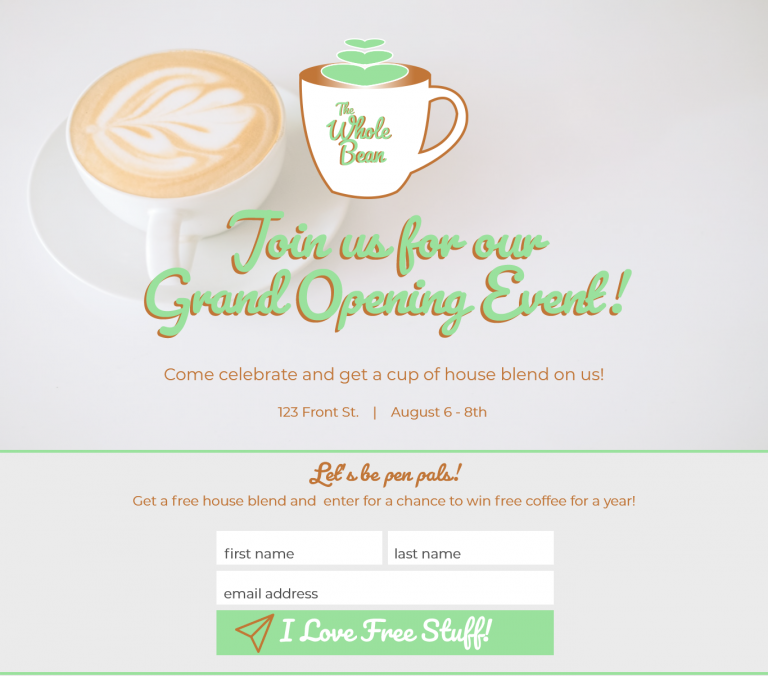 The
Whole
Bean
Join us for our
Grand Opening Event!
Come celebrate and get a cup of house blend on us!
123 Front St. | August 6 - 8th
Let's be pen pals!
Get a free house blend and enter for a chance to win free coffee for a year!
first name last name
email address
I Love Free Stuff!